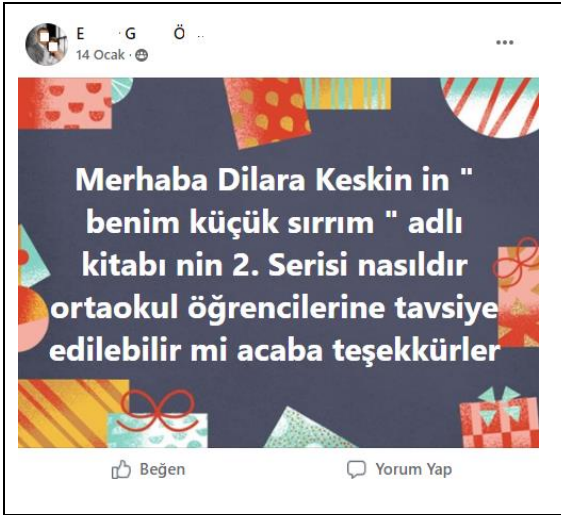 E G Ö ..
14 Ocak ·
Merhaba Dilara Keskin in "
benim küçük sırrım " adlı
kitabı nin 2. Serisi nasıldır
ortaokul öğrencilerine tavsiye
edilebilir mi acaba teşekkürler
Beğen Yorum Yap